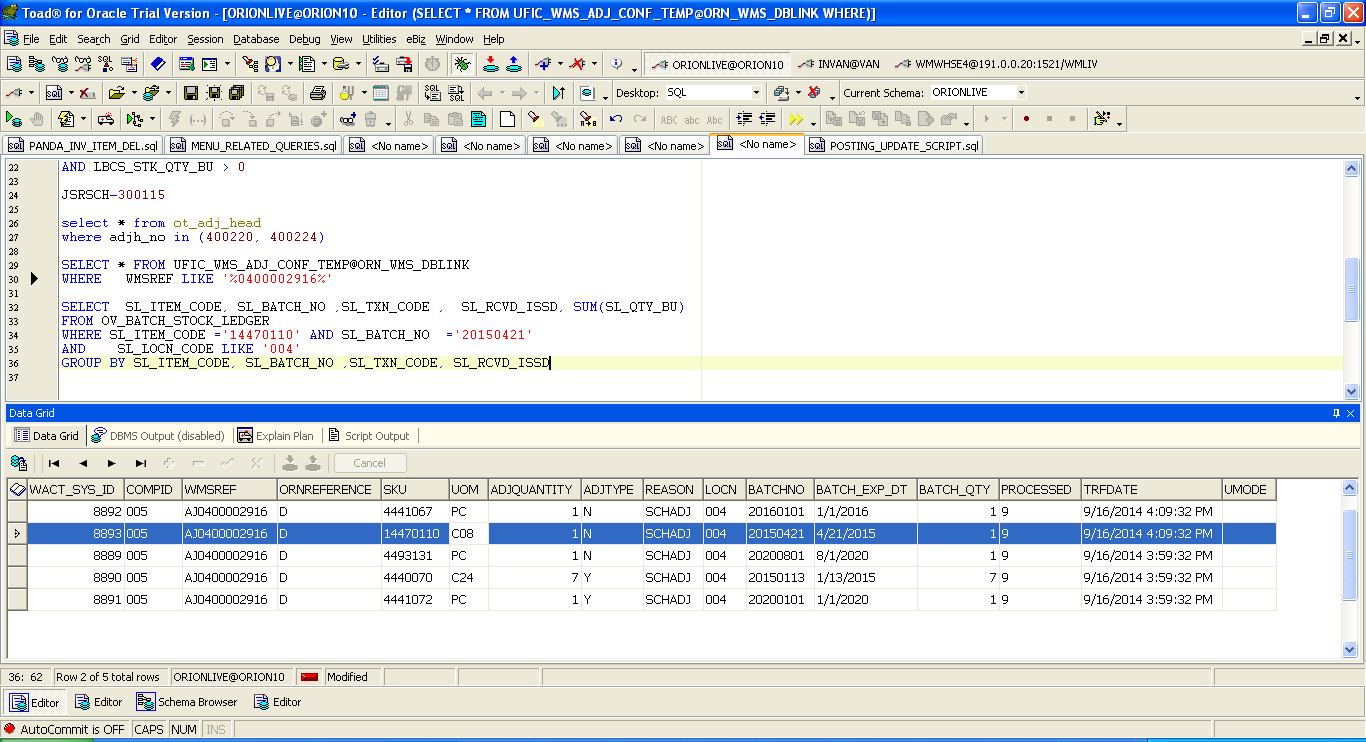 Toad® for Oracle Trial Version - [ORIONLIVE@ORION10 - Editor (SELECT * FROM UFIC_WMS_ADJ_CONF_TEMP@ORN_WMS_DBLINK WHERE)]
File Edit Search Grid Editor Session Database Debug View Utilities eBiz Window Help
ORIONLIVE@ORION10 INVAN@VAN WMWHSE4@191.0.0.20:1521/WMLIV
SQL Desktop: SQL Current Schema: ORIONLIVE
ABC abc Abc
PANDA_INV_ITEM_DEL.sql MENU_RELATED_QUERIES.sql <No name> <No name> <No name> <No name> <No name> POSTING_UPDATE_SCRIPT.sql
22 AND LBCS_STK_QTY_BU > 0
23
24 JSRSCH-300115
25
26 select * from ot_adj_head
27 where adjh_no in (400220, 400224)
28
29 SELECT * FROM UFIC_WMS_ADJ_CONF_TEMP@ORN_WMS_DBLINK
30 WHERE WMSREF LIKE '%0400002916%'
31
32 SELECT SL_ITEM_CODE, SL_BATCH_NO ,SL_TXN_CODE , SL_RCVD_ISSD, SUM(SL_QTY_BU)
33 FROM OV_BATCH_STOCK_LEDGER
34 WHERE SL_ITEM_CODE ='14470110' AND SL_BATCH_NO ='20150421'
35 AND SL_LOCN_CODE LIKE '004'
36 GROUP BY SL_ITEM_CODE, SL_BATCH_NO ,SL_TXN_CODE, SL_RCVD_ISSD
37
Data Grid
Data Grid DBMS Output (disabled) Explain Plan Script Output
Cancel
WACT_SYS_ID COMPID WMSREF ORNREFERENCE SKU UOM ADJQUANTITY ADJTYPE REASON LOCN BATCHNO BATCH_EXP_DT BATCH_QTY PROCESSED TRFDATE UMODE
8892 005 AJ0400002916 D 4441067 PC 1 N SCHADJ 004 20160101 1/1/2016 1 9 9/16/2014 4:09:32 PM
8893 005 AJ0400002916 D 14470110 C08 1 N SCHADJ 004 20150421 4/21/2015 1 9 9/16/2014 4:09:32 PM
8889 005 AJ0400002916 D 4493131 PC 1 N SCHADJ 004 20200801 8/1/2020 1 9 9/16/2014 3:59:32 PM
8890 005 AJ0400002916 D 4440070 C24 7 Y SCHADJ 004 20150113 1/13/2015 7 9 9/16/2014 3:59:32 PM
8891 005 AJ0400002916 D 4441072 PC 1 Y SCHADJ 004 20200101 1/1/2020 1 9 9/16/2014 3:59:32 PM
36: 62 Row 2 of 5 total rows ORIONLIVE@ORION10 Modified
Editor Editor Schema Browser Editor
AutoCommit is OFF CAPS NUM INS